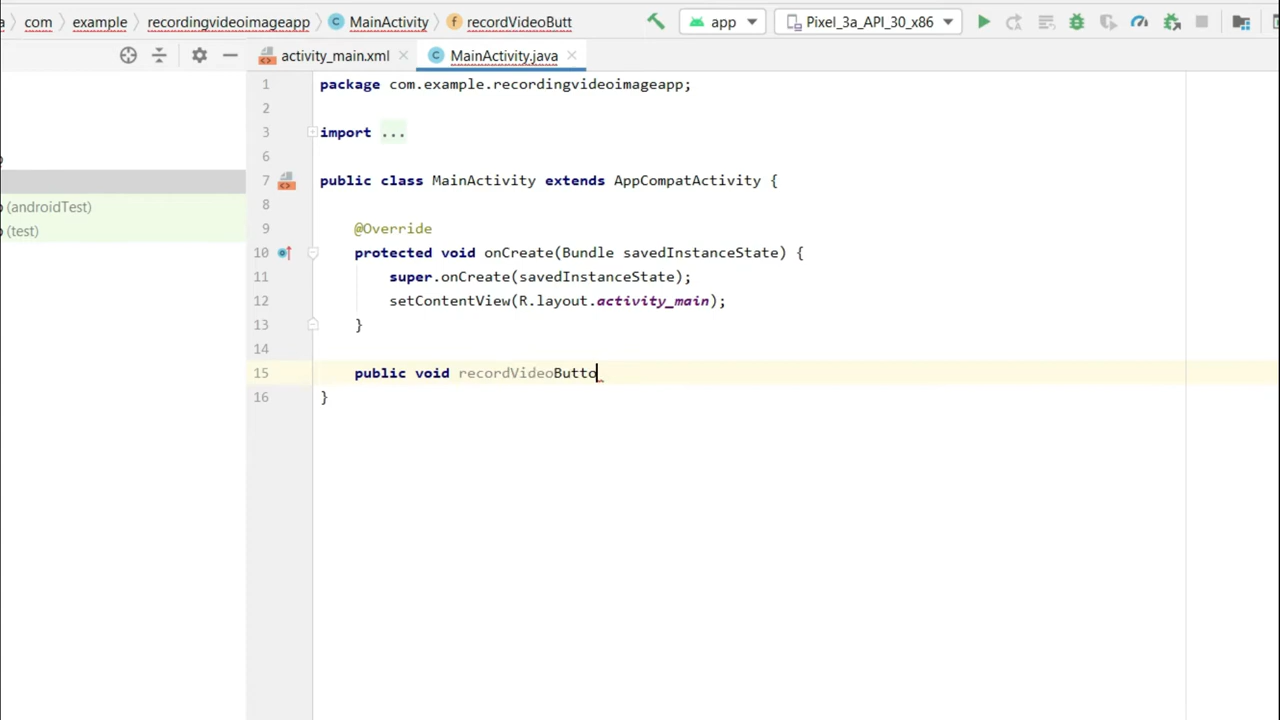 com example recordingvideoimageapp MainActivity recordVideoButt app Pixel_3a_API_30_x86
activity_main.xml MainActivity.java
1 package com.example.recordingvideoimageapp;
2
3 import ...
6
7 public class MainActivity extends AppCompatActivity {
8
9 @Override
10 protected void onCreate(Bundle savedInstanceState) {
11 super.onCreate(savedInstanceState);
12 setContentView(R.layout.activity_main);
13 }
14
15 public void recordVideoButto
16 }
(androidTest)
(test)